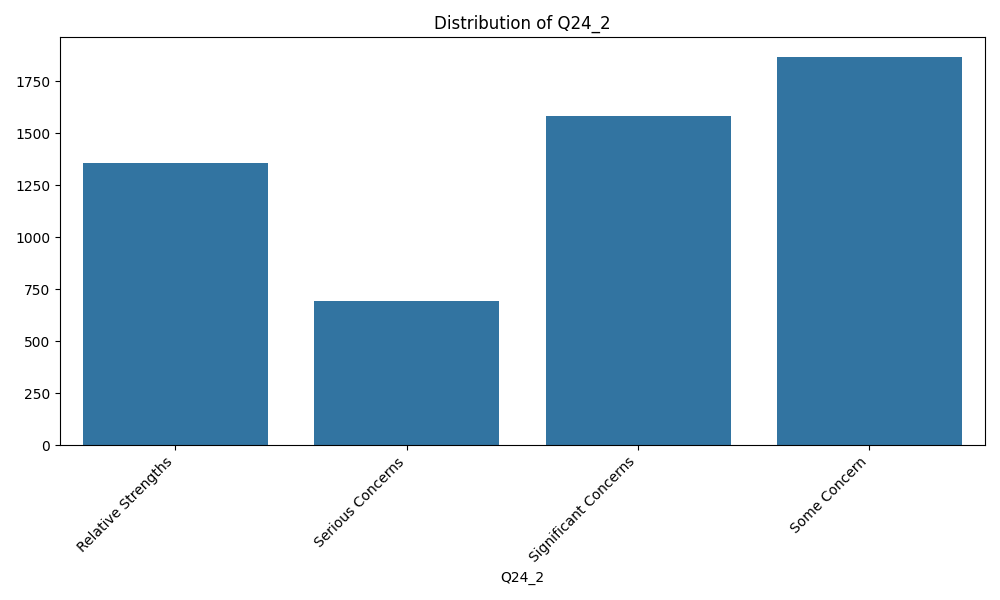 Distribution of Q24_2
1750
1500
1250
1000
750
500
250
0
Relative Strengths
Serious Concerns
Significant Concerns
Some Concern
Q24_2